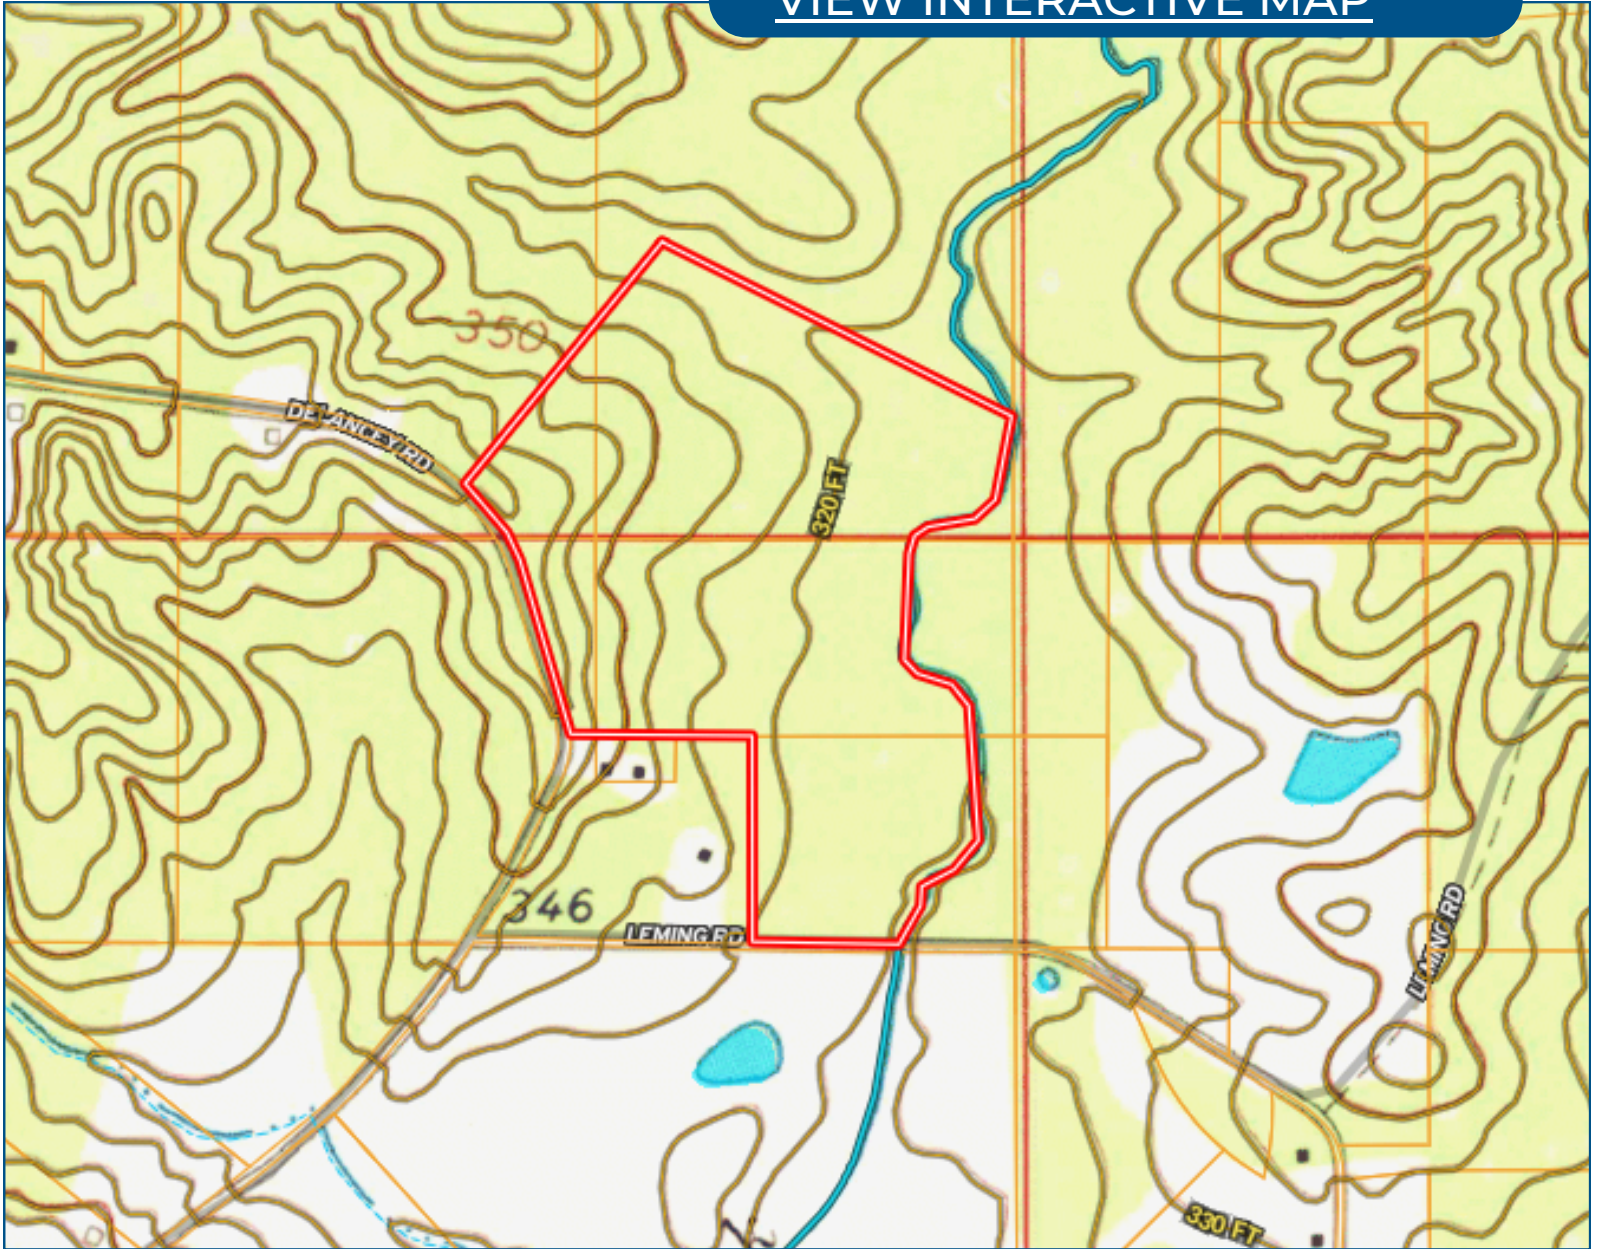 VIEW INTERACTIVE MAP
350
DELANCEY RD
320 FT
346
LEMING RD
LEMING RD
330 FT